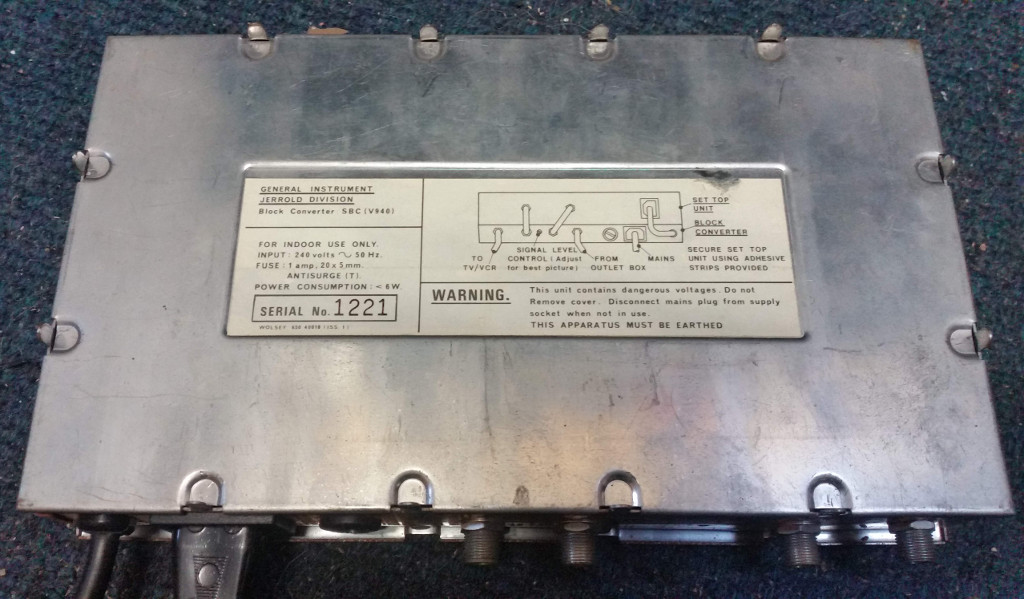 GENERAL INSTRUMENT
JERROLD DIVISION
Block Converter SBC (V940)
FOR INDOOR USE ONLY.
INPUT: 240 volts ∿ 50 Hz.
FUSE: 1 amp, 20 x 5 mm.
ANTISURGE (T).
POWER CONSUMPTION: < 6W.
SERIAL No. 1221
WOLSEY
SET TOP
UNIT
BLOCK
CONVERTER
TO
TV/VCR
SIGNAL LEVEL
CONTROL (Adjust
for best picture)
FROM
OUTLET BOX
MAINS
SECURE SET TOP
UNIT USING ADHESIVE
STRIPS PROVIDED
WARNING.
This unit contains dangerous voltages. Do not
Remove cover. Disconnect mains plug from supply
socket when not in use.
THIS APPARATUS MUST BE EARTHED